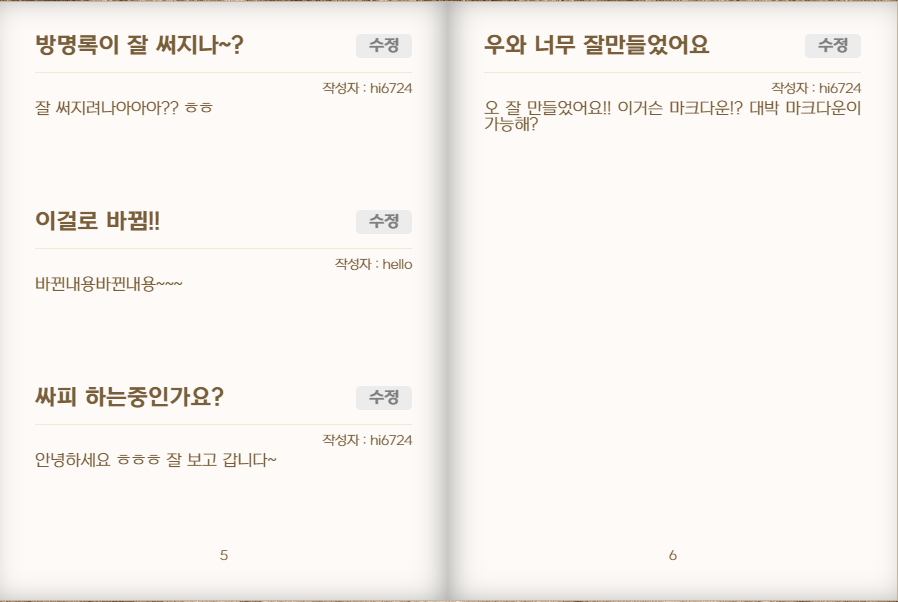 방명록이 잘 써지나~?
수정
작성자 : hi6724
잘 써지려나아아아?? ㅎㅎ
이걸로 바뀜!!
수정
작성자 : hello
바뀐내용바뀐내용~~~
싸피 하는중인가요?
수정
작성자 : hi6724
안녕하세요 ㅎㅎㅎ 잘 보고 갑니다~
5
우와 너무 잘만들었어요
수정
작성자 : hi6724
오 잘 만들었어요!! 이거슨 마크다운!? 대박 마크다운이
가능해?
6